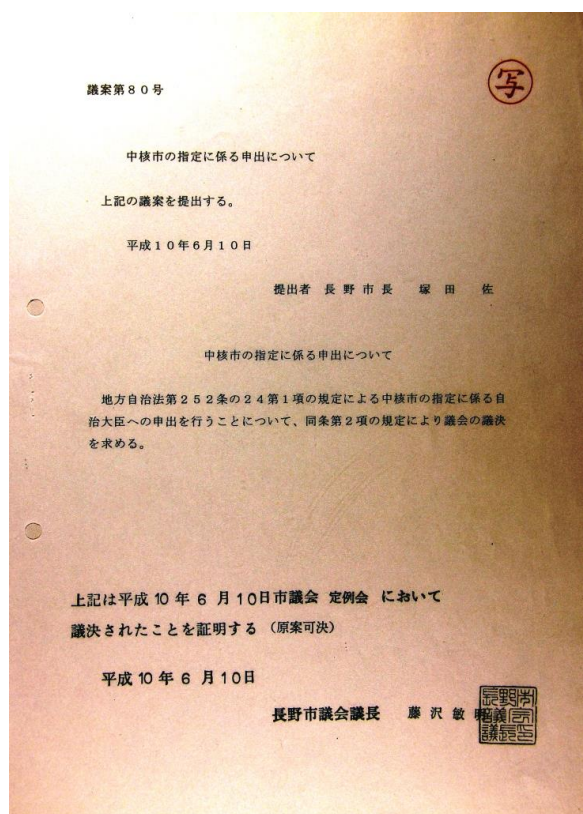 写
議案第８０号
中核市の指定に係る申出について
上記の議案を提出する。
平成１０年６月１０日
提出者 長野市長 塚田 佐
中核市の指定に係る申出について
地方自治法第２５２条の２４第１項の規定による中核市の指定に係る自
治大臣への申出を行うことについて、同条第２項の規定により議会の議決
を求める。
上記は平成 10 年 6 月 10日市議会 定例会 において
議決されたことを証明する （原案可決）
平成 10 年 6 月 10日
長野市議会議長 藤沢敏明